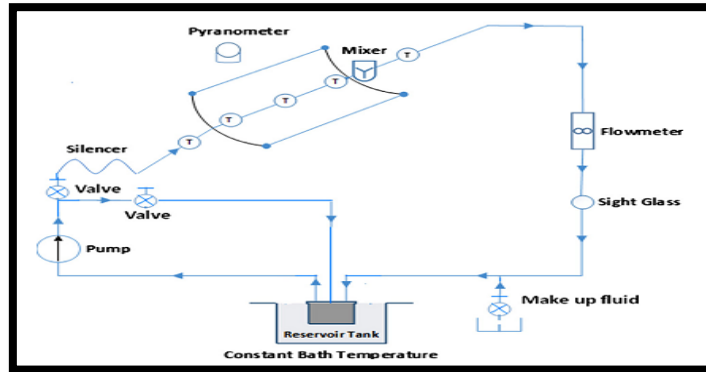 Pyranometer
Mixer
T
T
T
T
T
T
Silencer
Flowmeter
Valve
Valve
Sight Glass
Pump
Make up fluid
Reservoir Tank
Constant Bath Temperature